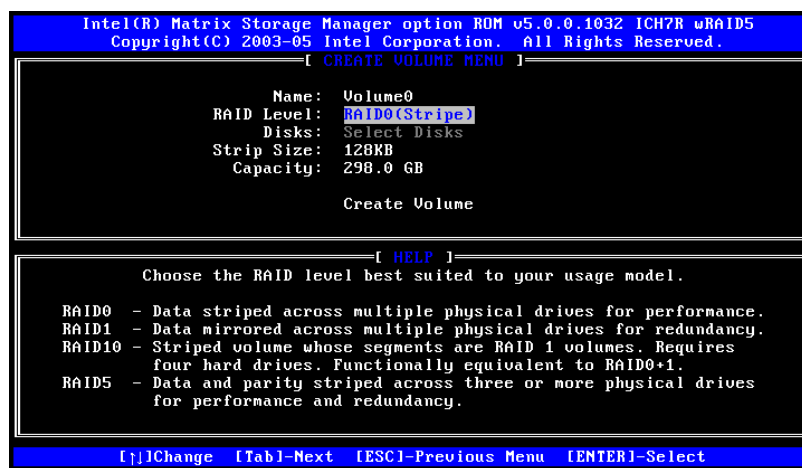 Intel(R) Matrix Storage Manager option ROM v5.0.0.1032 ICH7R wRAID5
Copyright(C) 2003-05 Intel Corporation. All Rights Reserved.
[ CREATE VOLUME MENU ]
Name: Volume0
RAID Level: RAID0(Stripe)
Disks: Select Disks
Strip Size: 128KB
Capacity: 298.0 GB
Create Volume
[ HELP ]
Choose the RAID level best suited to your usage model.
RAID0 - Data striped across multiple physical drives for performance.
RAID1 - Data mirrored across multiple physical drives for redundancy.
RAID10 - Striped volume whose segments are RAID 1 volumes. Requires
four hard drives. Functionally equivalent to RAID0+1.
RAID5 - Data and parity striped across three or more physical drives
for performance and redundancy.
[↑↓]Change [Tab]-Next [ESC]-Previous Menu [ENTER]-Select